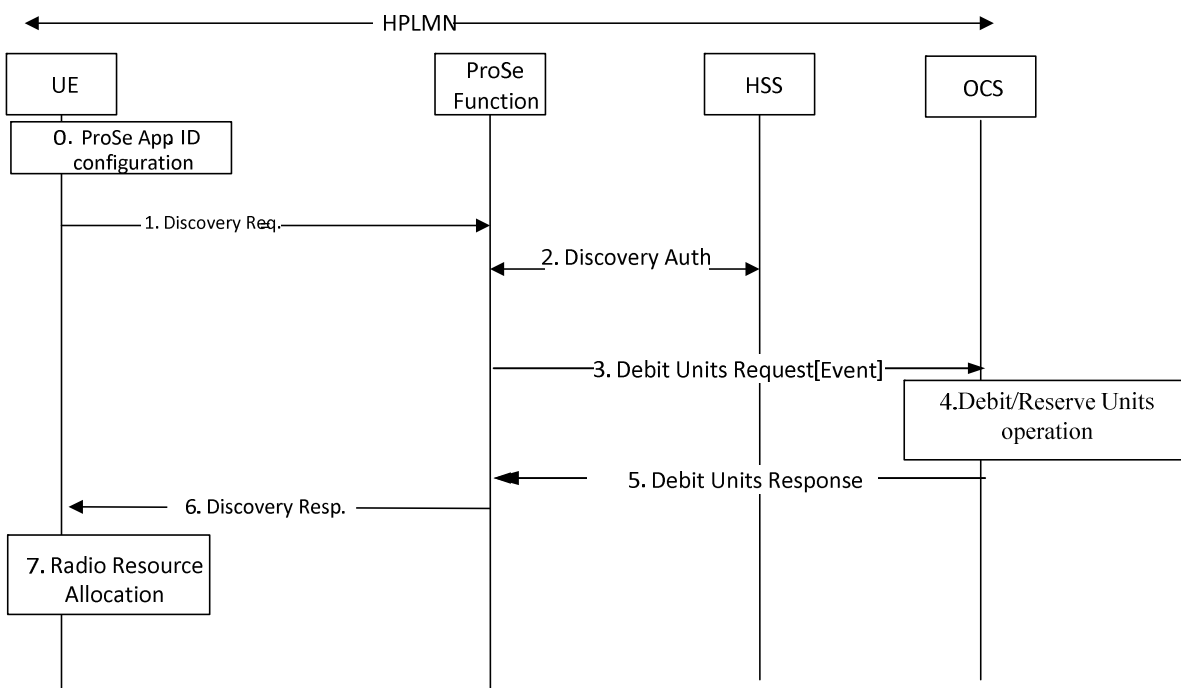 HPLMN
UE
ProSe
Function
HSS
OCS
0. ProSe App ID
configuration
1. Discovery Req.
2. Discovery Auth
3. Debit Units Request[Event]
4.Debit/Reserve Units
operation
5. Debit Units Response
6. Discovery Resp.
7. Radio Resource
Allocation